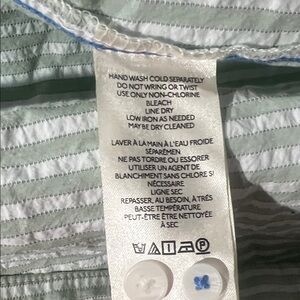 HAND WASH COLD SEPARATELY
DO NOT WRING OR TWIST
USE ONLY NON-CHLORINE
BLEACH
LINE DRY
LOW IRON AS NEEDED
MAY BE DRY CLEANED
LAVER À LA MAIN À L'EAU FROIDE
SÉPARÉMEN
NE PAS TORDRE OU ESSORER
UTILISER UN AGENT DE
BLANCHIMENT SANS CHLORE SI
NÉCESSAIRE
LIGNE SEC
REPASSER, AU BESOIN, À TRÈS
BASSE TEMPÉRATURE
PEUT-ÊTRE ÊTRE NETTOYÉE
À SEC